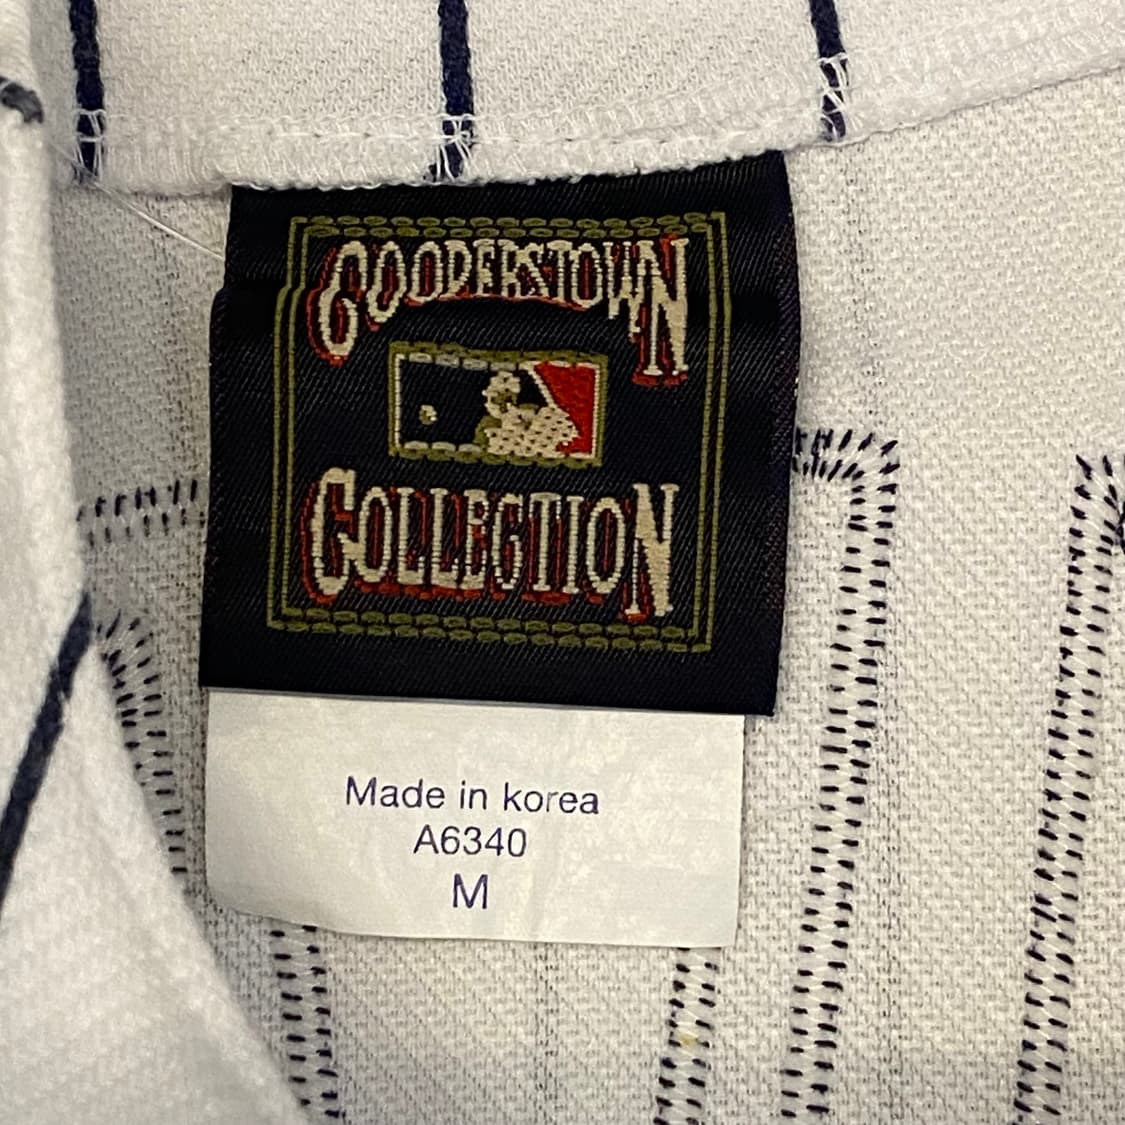 COOPERSTOWN
COLLECTION
Made in korea
A6340
M